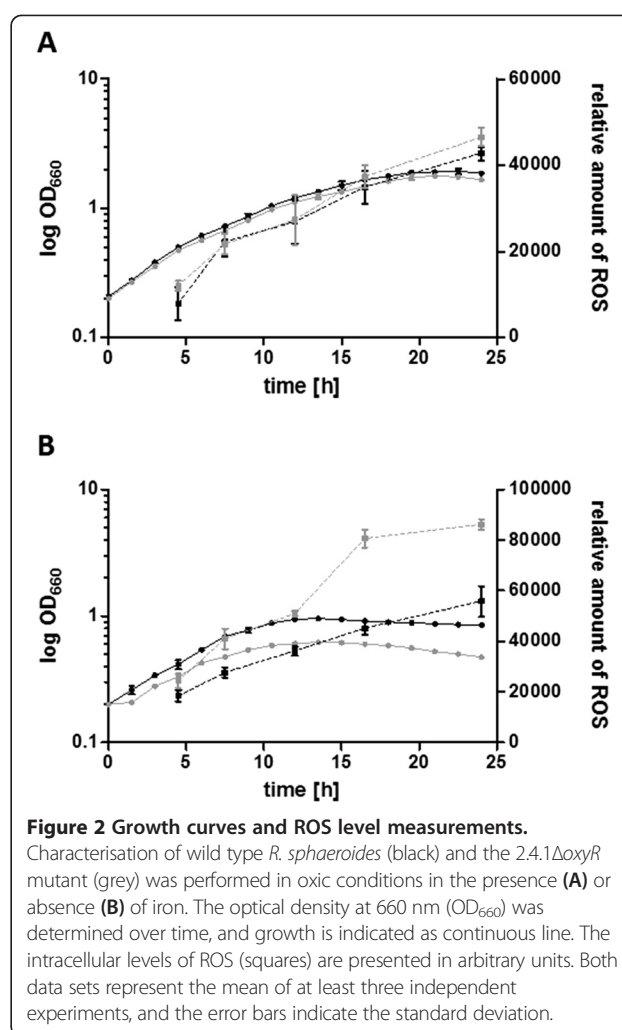 A
10
1
0.1
log OD660
60000
40000
20000
0
relative amount of ROS
0 5 10 15 20 25
time [h]
B
10
1
0.1
log OD660
100000
80000
60000
40000
20000
0
relative amount of ROS
0 5 10 15 20 25
time [h]
Figure 2 Growth curves and ROS level measurements.
Characterisation of wild type R. sphaeroides (black) and the 2.4.1ΔoxyR
mutant (grey) was performed in oxic conditions in the presence (A) or
absence (B) of iron. The optical density at 660 nm (OD660) was
determined over time, and growth is indicated as continuous line. The
intracellular levels of ROS (squares) are presented in arbitrary units. Both
data sets represent the mean of at least three independent
experiments, and the error bars indicate the standard deviation.